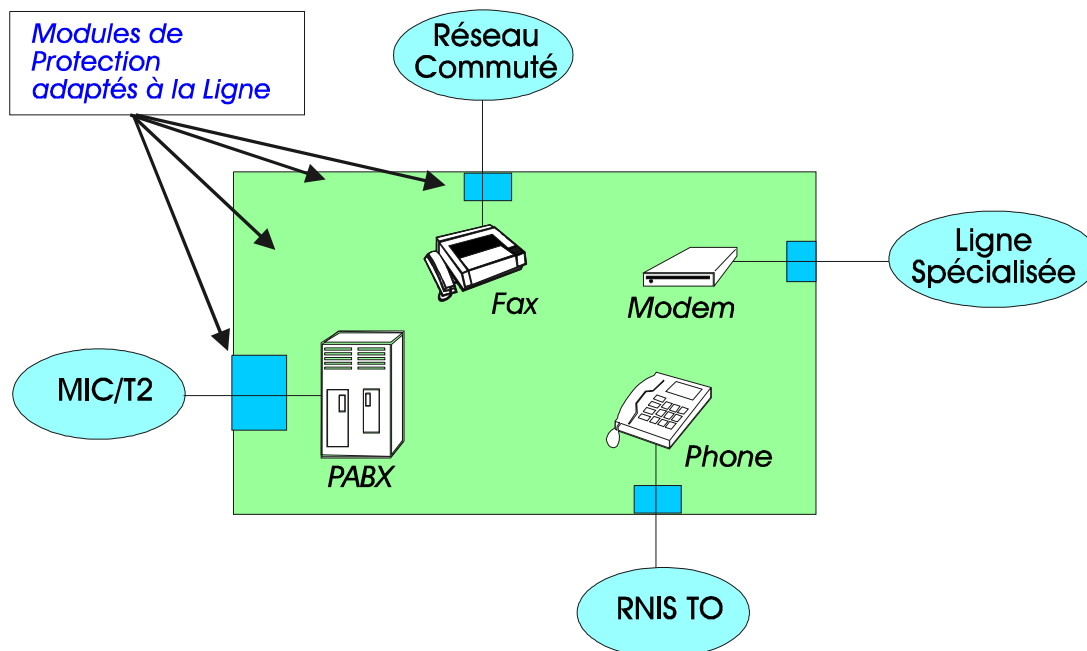 Modules de
Protection
adaptés à la Ligne
Réseau
Commuté
Ligne
Spécialisée
Fax
Modem
MIC/T2
PABX
Phone
RNIS TO